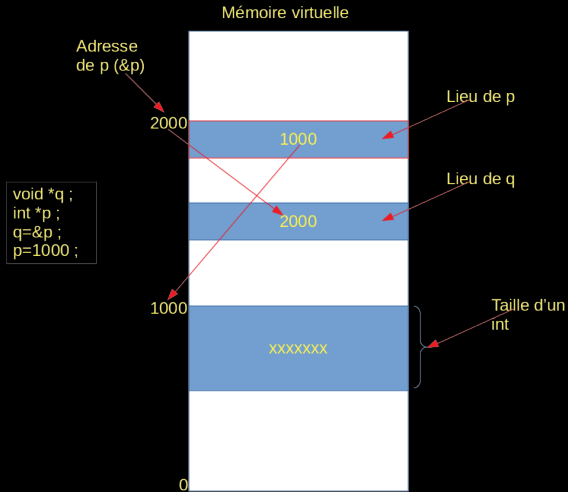 Mémoire virtuelle
Adresse
de p (&p)
Lieu de p
2000
1000
Lieu de q
void *q ;
int *p ;
q=&p ;
p=1000 ;
2000
1000
Taille d'un
int
xxxxxxx
0